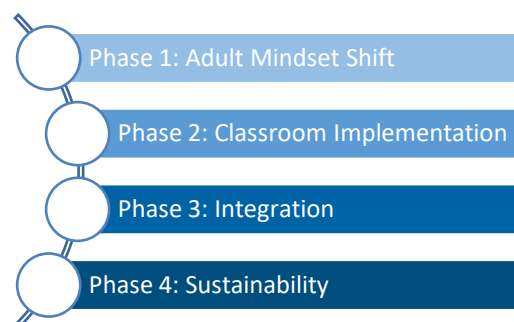 Phase 1: Adult Mindset Shift
Phase 2: Classroom Implementation
Phase 3: Integration
Phase 4: Sustainability